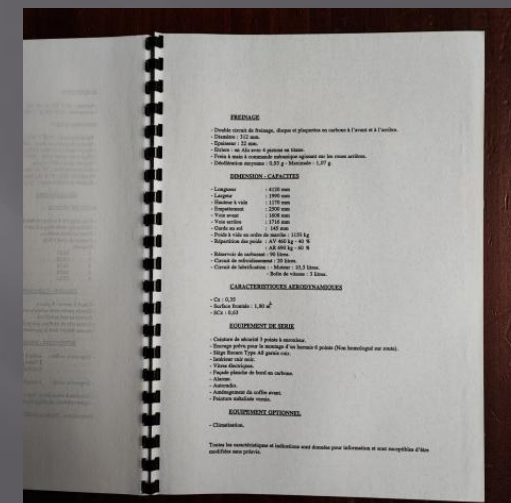 FREINAGE
- Double circuit de freinage, disque et plaquettes en carbone à l'avant et à l'arrière.
- Diamètre : 312 mm.
- Epaisseur : 22 mm.
- Etriers : en Alu avec 4 pistons en titane.
- Frein à main à commande mécanique agissant sur les roues arrières.
- Décélération moyenne : 0,95 g - Maximale : 1,07 g.
DIMENSION - CAPACITES
- Longueur : 4120 mm
- Largeur : 1990 mm
- Hauteur à vide : 1170 mm
- Empattement : 2500 mm
- Voie avant : 1608 mm
- Voie arrière : 1716 mm
- Garde au sol : 145 mm
- Poids à vide en ordre de marche : 1150 kg
- Répartition des poids : AV 460 kg - 40 %
: AR 690 kg - 60 %
- Réservoir de carburant : 90 litres.
- Circuit de refroidissement : 20 litres.
- Circuit de lubrification : - Moteur : 10,5 litres.
- Boîte de vitesse : 3 litres.
CARACTERISTIQUES AERODYNAMIQUES
- Cx : 0,35
- Surface frontale : 1,80 m²
- SCx : 0,63
EQUIPEMENT DE SERIE
- Ceinture de sécurité 3 points à enrouleur.
- Encrage prévu pour le montage d'un harnais 6 points (Non homologué sur route).
- Siège Recaro Type A8 garnis cuir.
- Intérieur cuir noir.
- Vitres électriques.
- Façade planche de bord en carbone.
- Alarme.
- Autoradio.
- Aménagement du coffre avant.
- Peinture métalisée vernis.
EQUIPEMENT OPTIONNEL
- Climatisation.
Toutes les caractéristiques et indications sont données pour information et sont susceptibles d'être
modifiées sans préavis.